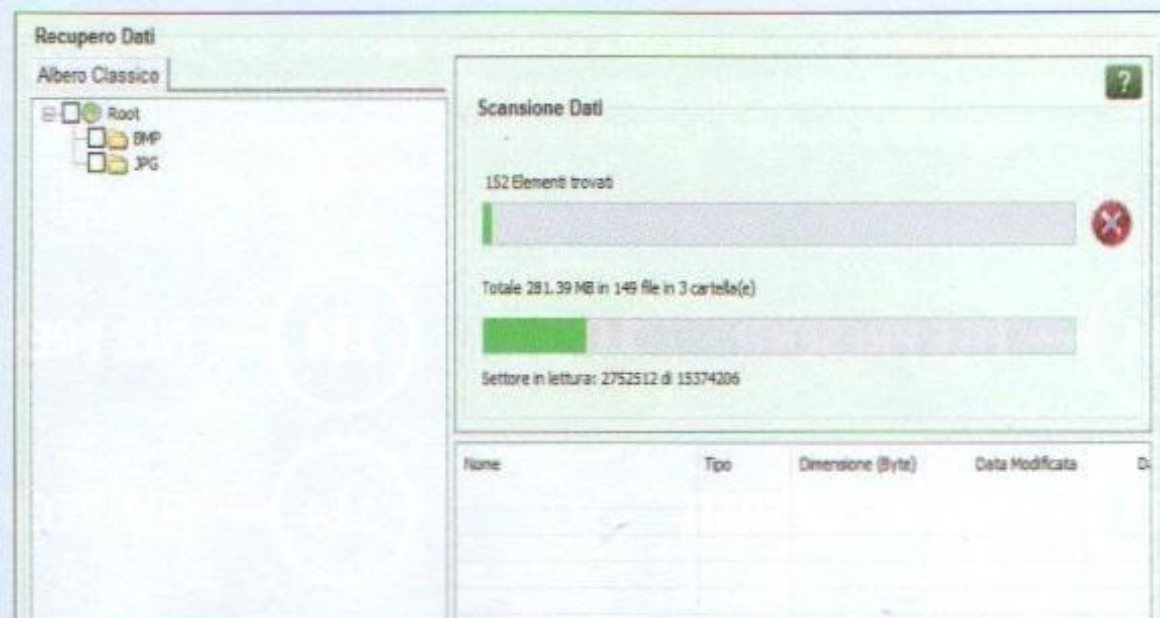 Recupero Dati
Albero Classico
Root
BMP
JPG
?
Scansione Dati
152 Elementi trovati
Totale 281.39 MB in 149 file in 3 cartella(e)
Settore in lettura: 2752512 di 15374206
Nome Tipo Dimensione (Byte) Data Modificata